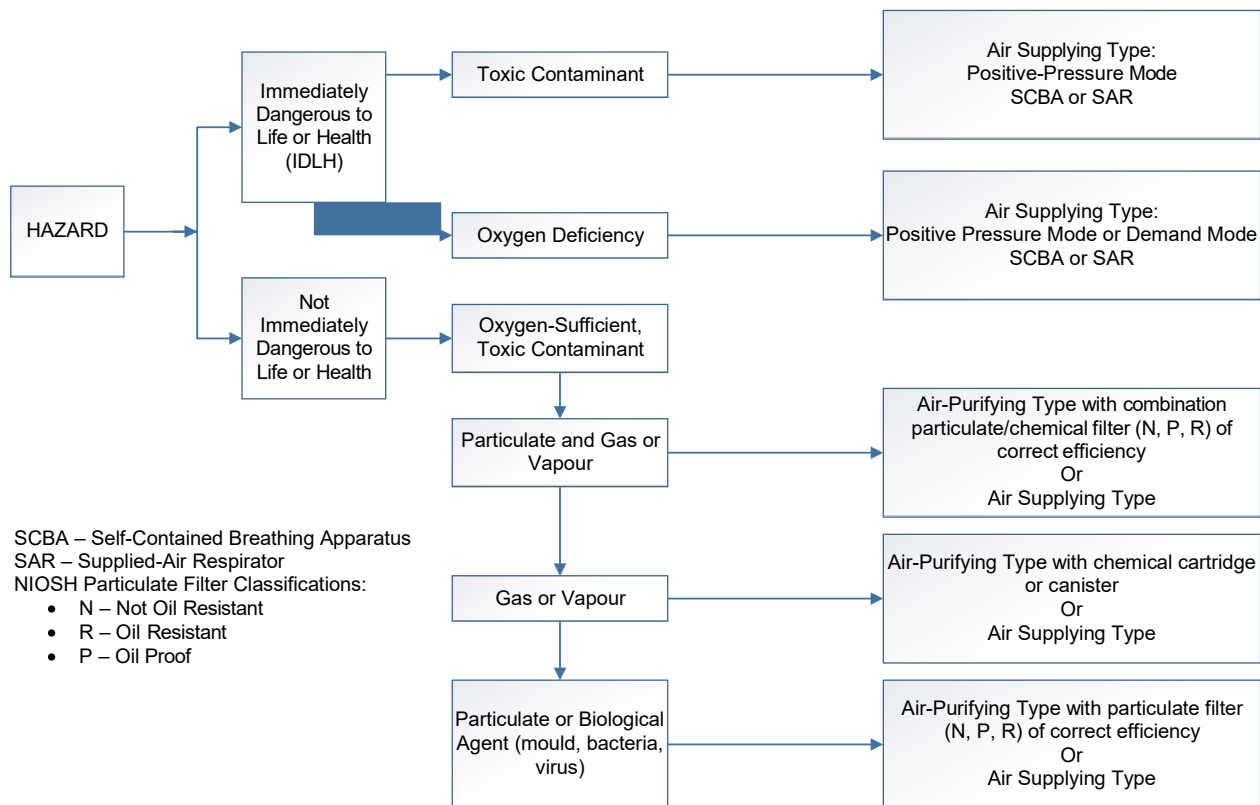 HAZARD
Immediately
Dangerous to
Life or Health
(IDLH)
Toxic Contaminant
Air Supplying Type:
Positive-Pressure Mode
SCBA or SAR
Oxygen Deficiency
Air Supplying Type:
Positive Pressure Mode or Demand Mode
SCBA or SAR
Not
Immediately
Dangerous to
Life or Health
Oxygen-Sufficient,
Toxic Contaminant
Particulate and Gas or
Vapour
Air-Purifying Type with combination
particulate/chemical filter (N, P, R) of
correct efficiency
Or
Air Supplying Type
Gas or Vapour
Air-Purifying Type with chemical cartridge
or canister
Or
Air Supplying Type
Particulate or Biological
Agent (mould, bacteria,
virus)
Air-Purifying Type with particulate filter
(N, P, R) of correct efficiency
Or
Air Supplying Type
SCBA – Self-Contained Breathing Apparatus
SAR – Supplied-Air Respirator
NIOSH Particulate Filter Classifications:
• N – Not Oil Resistant
• R – Oil Resistant
• P – Oil Proof